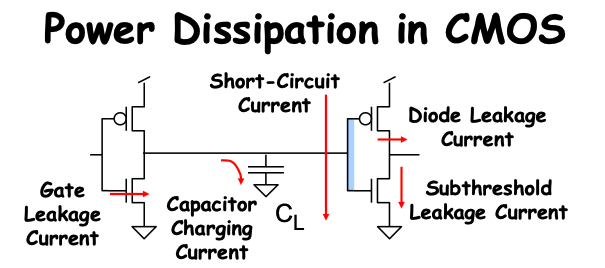 Power Dissipation in CMOS
Short-Circuit
Current
Diode Leakage
Current
Gate
Leakage
Current
Capacitor
Charging
Current
CL
Subthreshold
Leakage Current